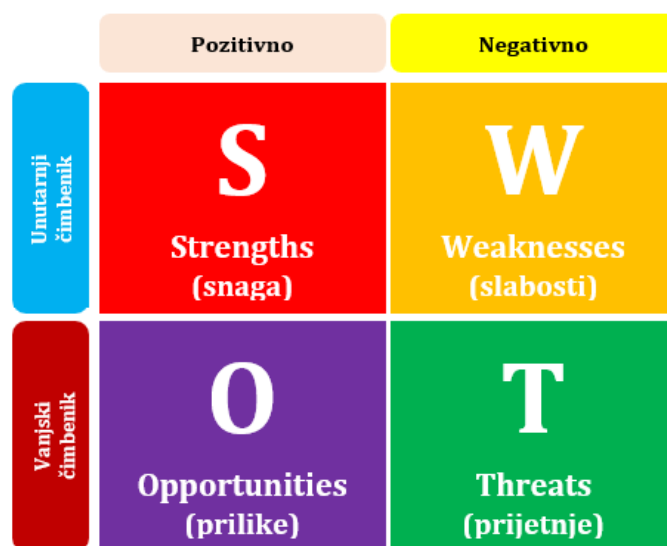 Pozitivno
Negativno
Unutarnji
čimbenik
S
Strengths
(snaga)
W
Weaknesses
(slabosti)
Vanjski
čimbenik
O
Opportunities
(prilike)
T
Threats
(prijetnje)